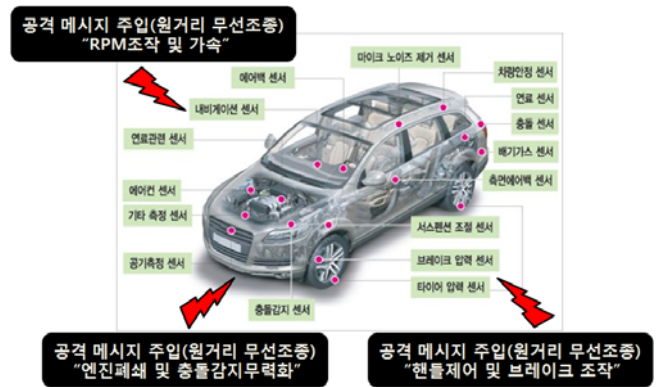 공격 메시지 주입(원거리 무선조종)
“RPM조작 및 가속”
마이크 노이즈 제거 센서
에어백 센서
차량안정 센서
내비게이션 센서
연료 센서
연료관련 센서
충돌 센서
배기가스 센서
측면에어백 센서
에어컨 센서
기타 측정 센서
서스펜션 조절 센서
공기측정 센서
브레이크 압력 센서
타이어 압력 센서
충돌감지 센서
공격 메시지 주입(원거리 무선조종)
“엔진폐쇄 및 충돌감지무력화”
공격 메시지 주입(원거리 무선조종)
“핸들제어 및 브레이크 조작”